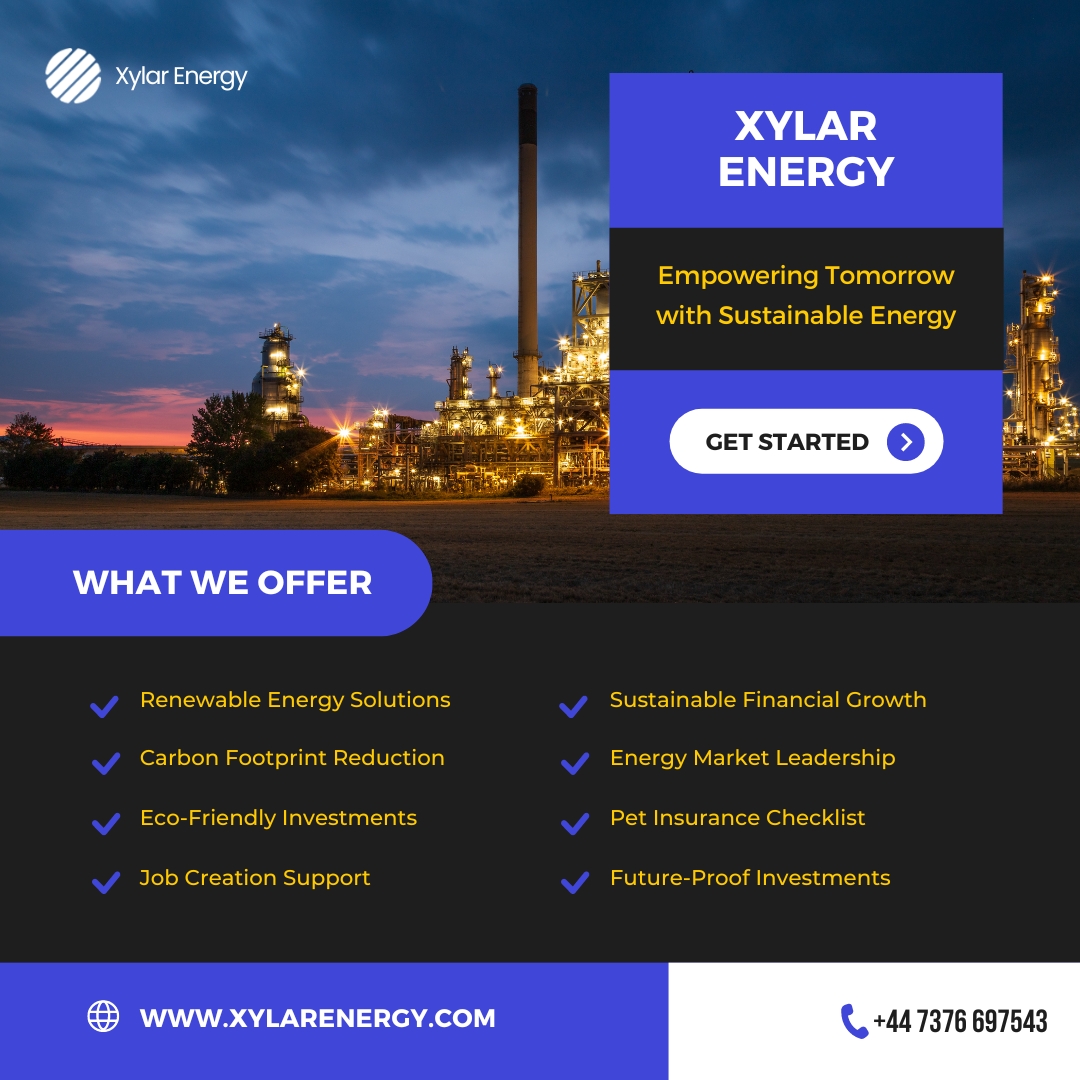 Xylar Energy
XYLAR
ENERGY
Empowering Tomorrow
with Sustainable Energy
GET STARTED
WHAT WE OFFER
Renewable Energy Solutions
Carbon Footprint Reduction
Eco-Friendly Investments
Job Creation Support
Sustainable Financial Growth
Energy Market Leadership
Pet Insurance Checklist
Future-Proof Investments
WWW.XYLARENERGY.COM
+44 7376 697543